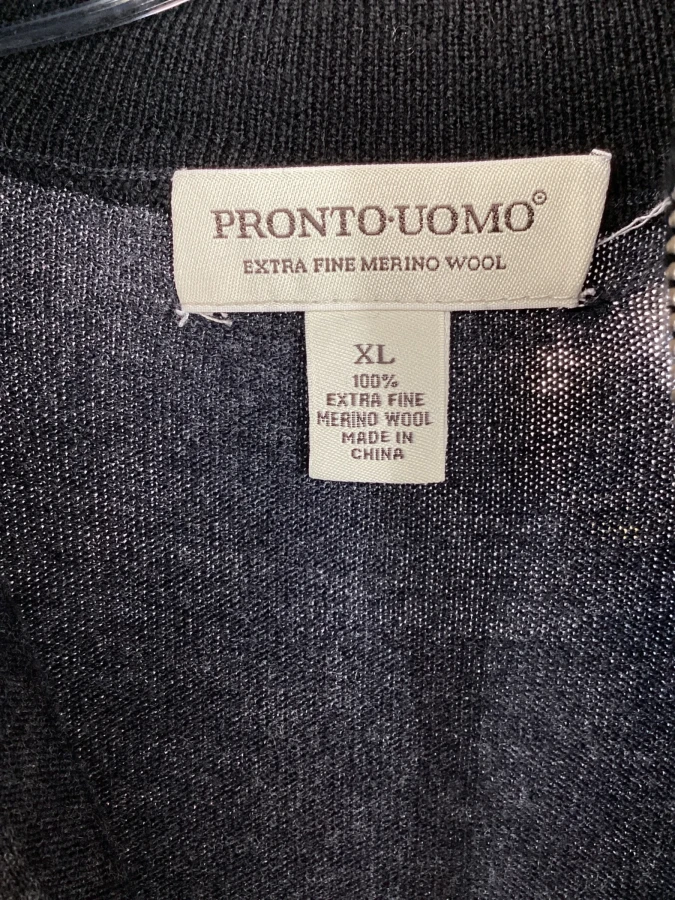 PRONTO·UOMO
EXTRA FINE MERINO WOOL
XL
100%
EXTRA FINE
MERINO WOOL
MADE IN
CHINA